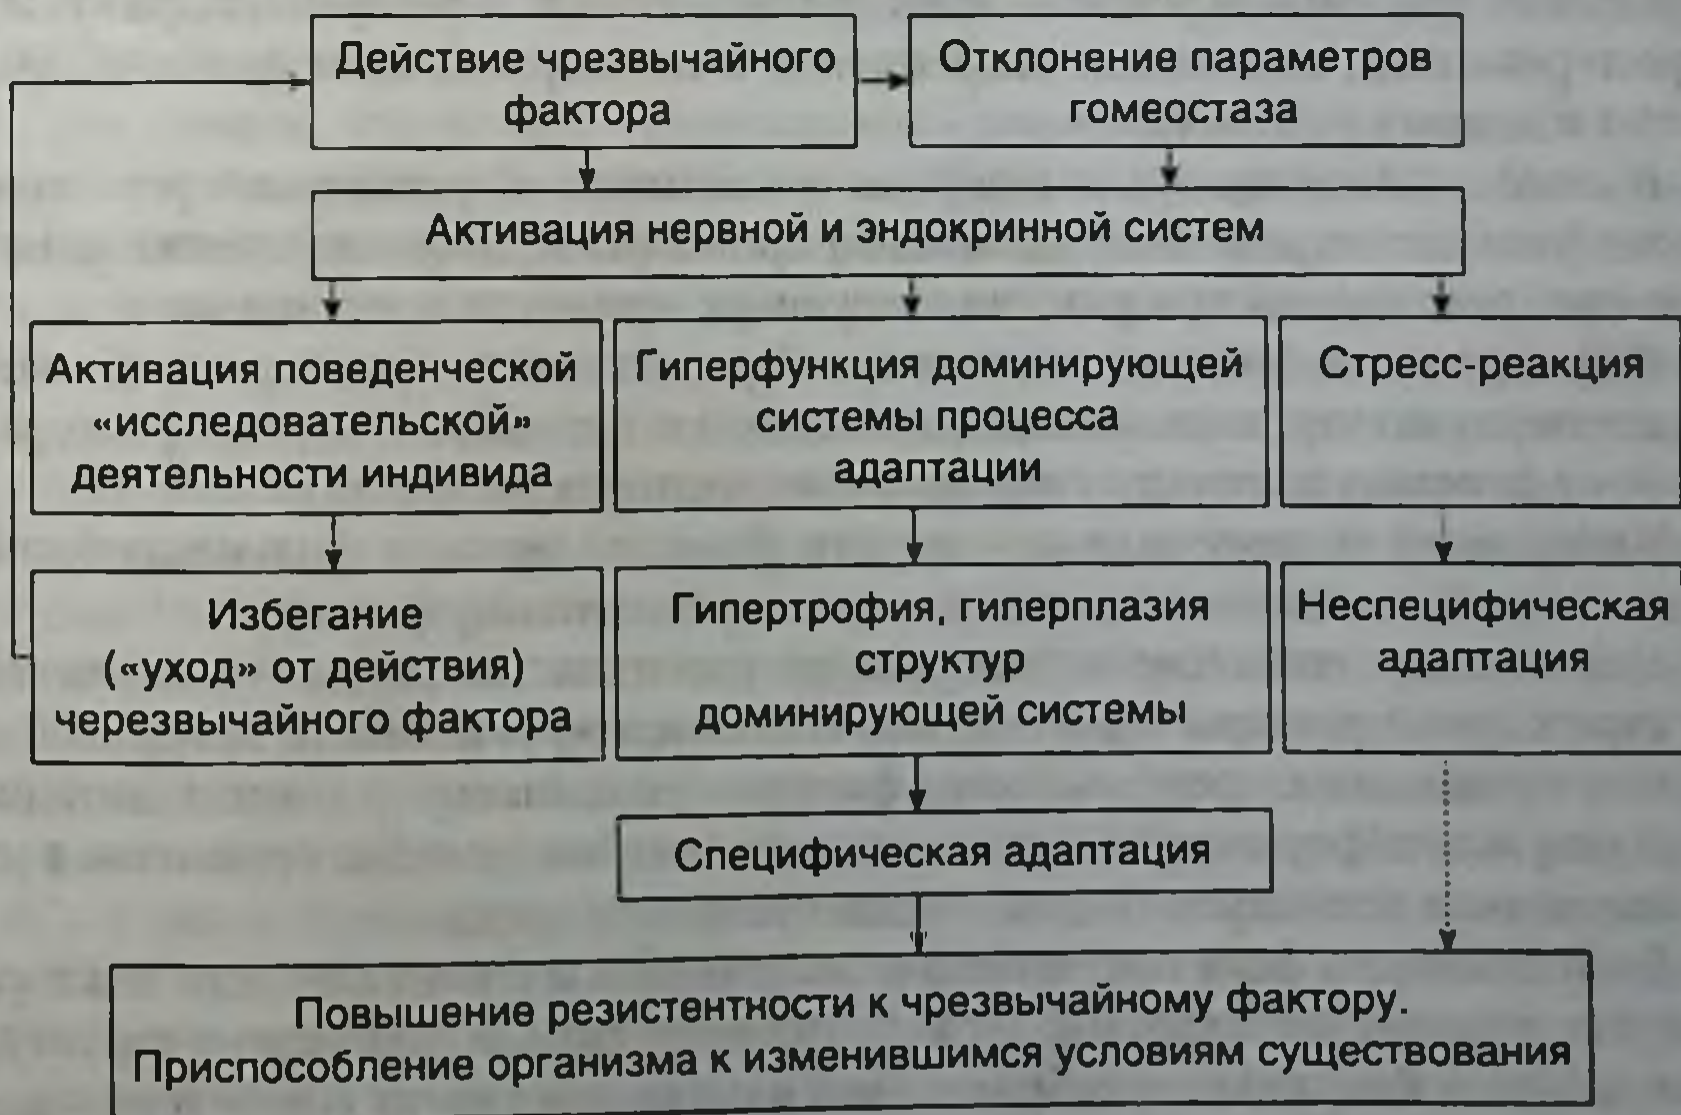 Действие чрезвычайного
фактора
Отклонение параметров
гомеостаза
Активация нервной и эндокринной систем
Активация поведенческой
«исследовательской»
деятельности индивида
Гиперфункция доминирующей
системы процесса
адаптации
Стресс-реакция
Избегание
(«уход» от действия)
черезвычайного фактора
Гипертрофия, гиперплазия
структур
доминирующей системы
Неспецифическая
адаптация
Специфическая адаптация
Повышение резистентности к чрезвычайному фактору.
Приспособление организма к изменившимся условиям существования